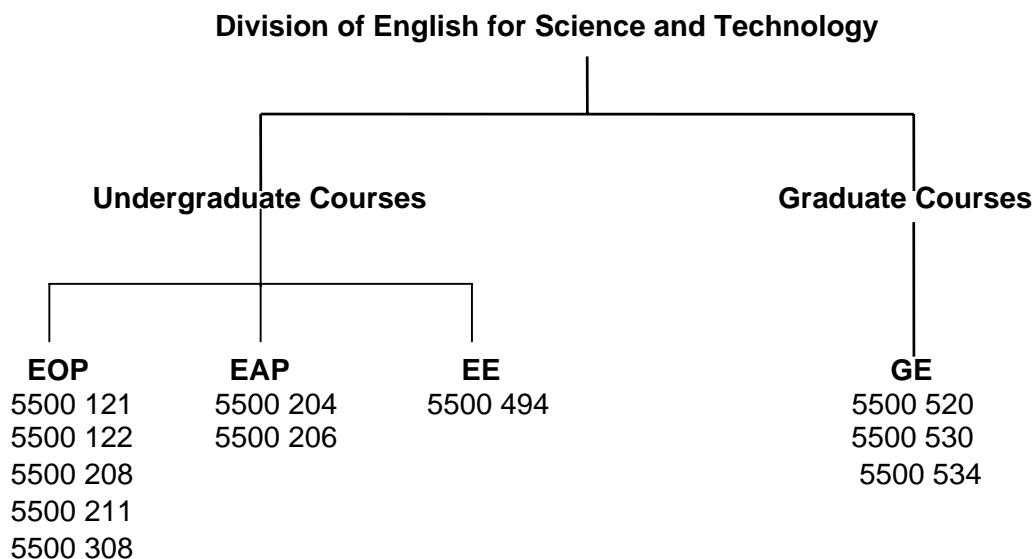 Division of English for Science and Technology
Undergraduate Courses
Graduate Courses
EOP
5500 121
5500 122
5500 208
5500 211
5500 308
EAP
5500 204
5500 206
EE
5500 494
GE
5500 520
5500 530
5500 534